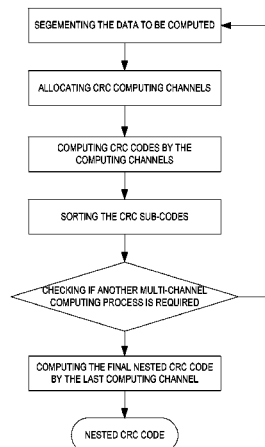 SEGEMENTING THE DATA TO BE COMPUTED
ALLOCATING CRC COMPUTING CHANNELS
COMPUTING CRC CODES BY THE
COMPUTING CHANNELS
SORTING THE CRC SUB-CODES
CHECKING IF ANOTHER MULTI-CHANNEL
COMPUTING PROCESS IS REQUIRED
COMPUTING THE FINAL NESTED CRC CODE
BY THE LAST COMPUTING CHANNEL
NESTED CRC CODE